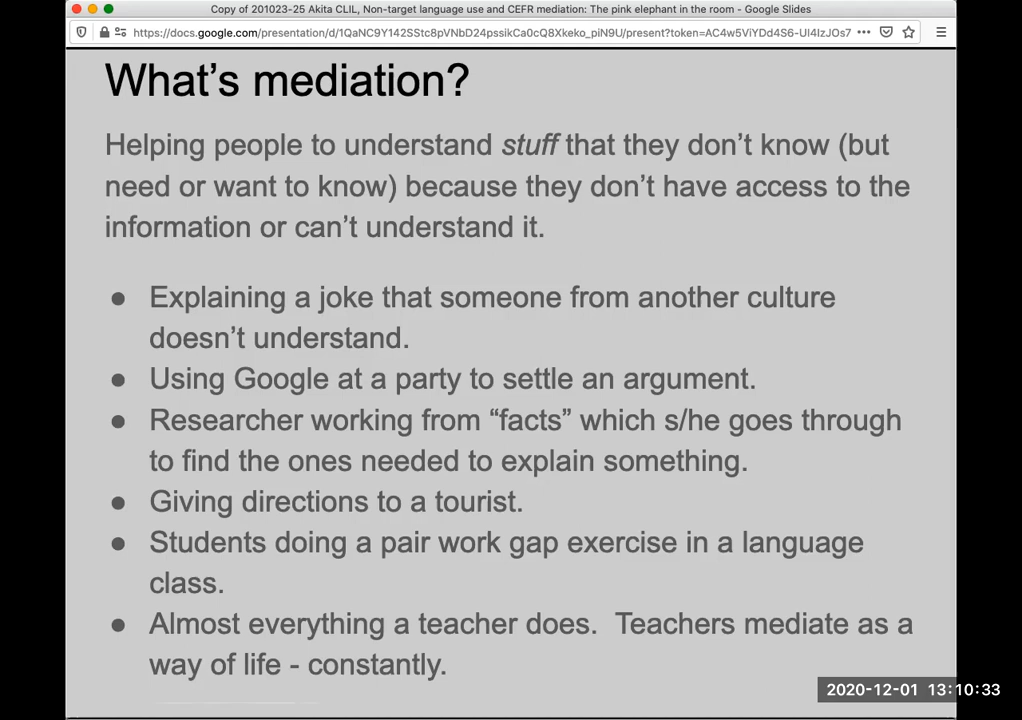 Copy of 201023-25 Akita CLIL, Non-target language use and CEFR mediation: The pink elephant in the room - Google Slides
https://docs.google.com/presentation/d/1QaNC9Y142SStc8pVNbD24pssikCa0cQ8Xkeko_piN9U/present?token=AC4w5ViYDd4S6-Ul4IzJOs7
What's mediation?
Helping people to understand stuff that they don't know (but
need or want to know) because they don't have access to the
information or can't understand it.
● Explaining a joke that someone from another culture
doesn't understand.
● Using Google at a party to settle an argument.
● Researcher working from “facts” which s/he goes through
to find the ones needed to explain something.
● Giving directions to a tourist.
● Students doing a pair work gap exercise in a language
class.
● Almost everything a teacher does.  Teachers mediate as a
way of life - constantly.
2020-12-01 13:10:33